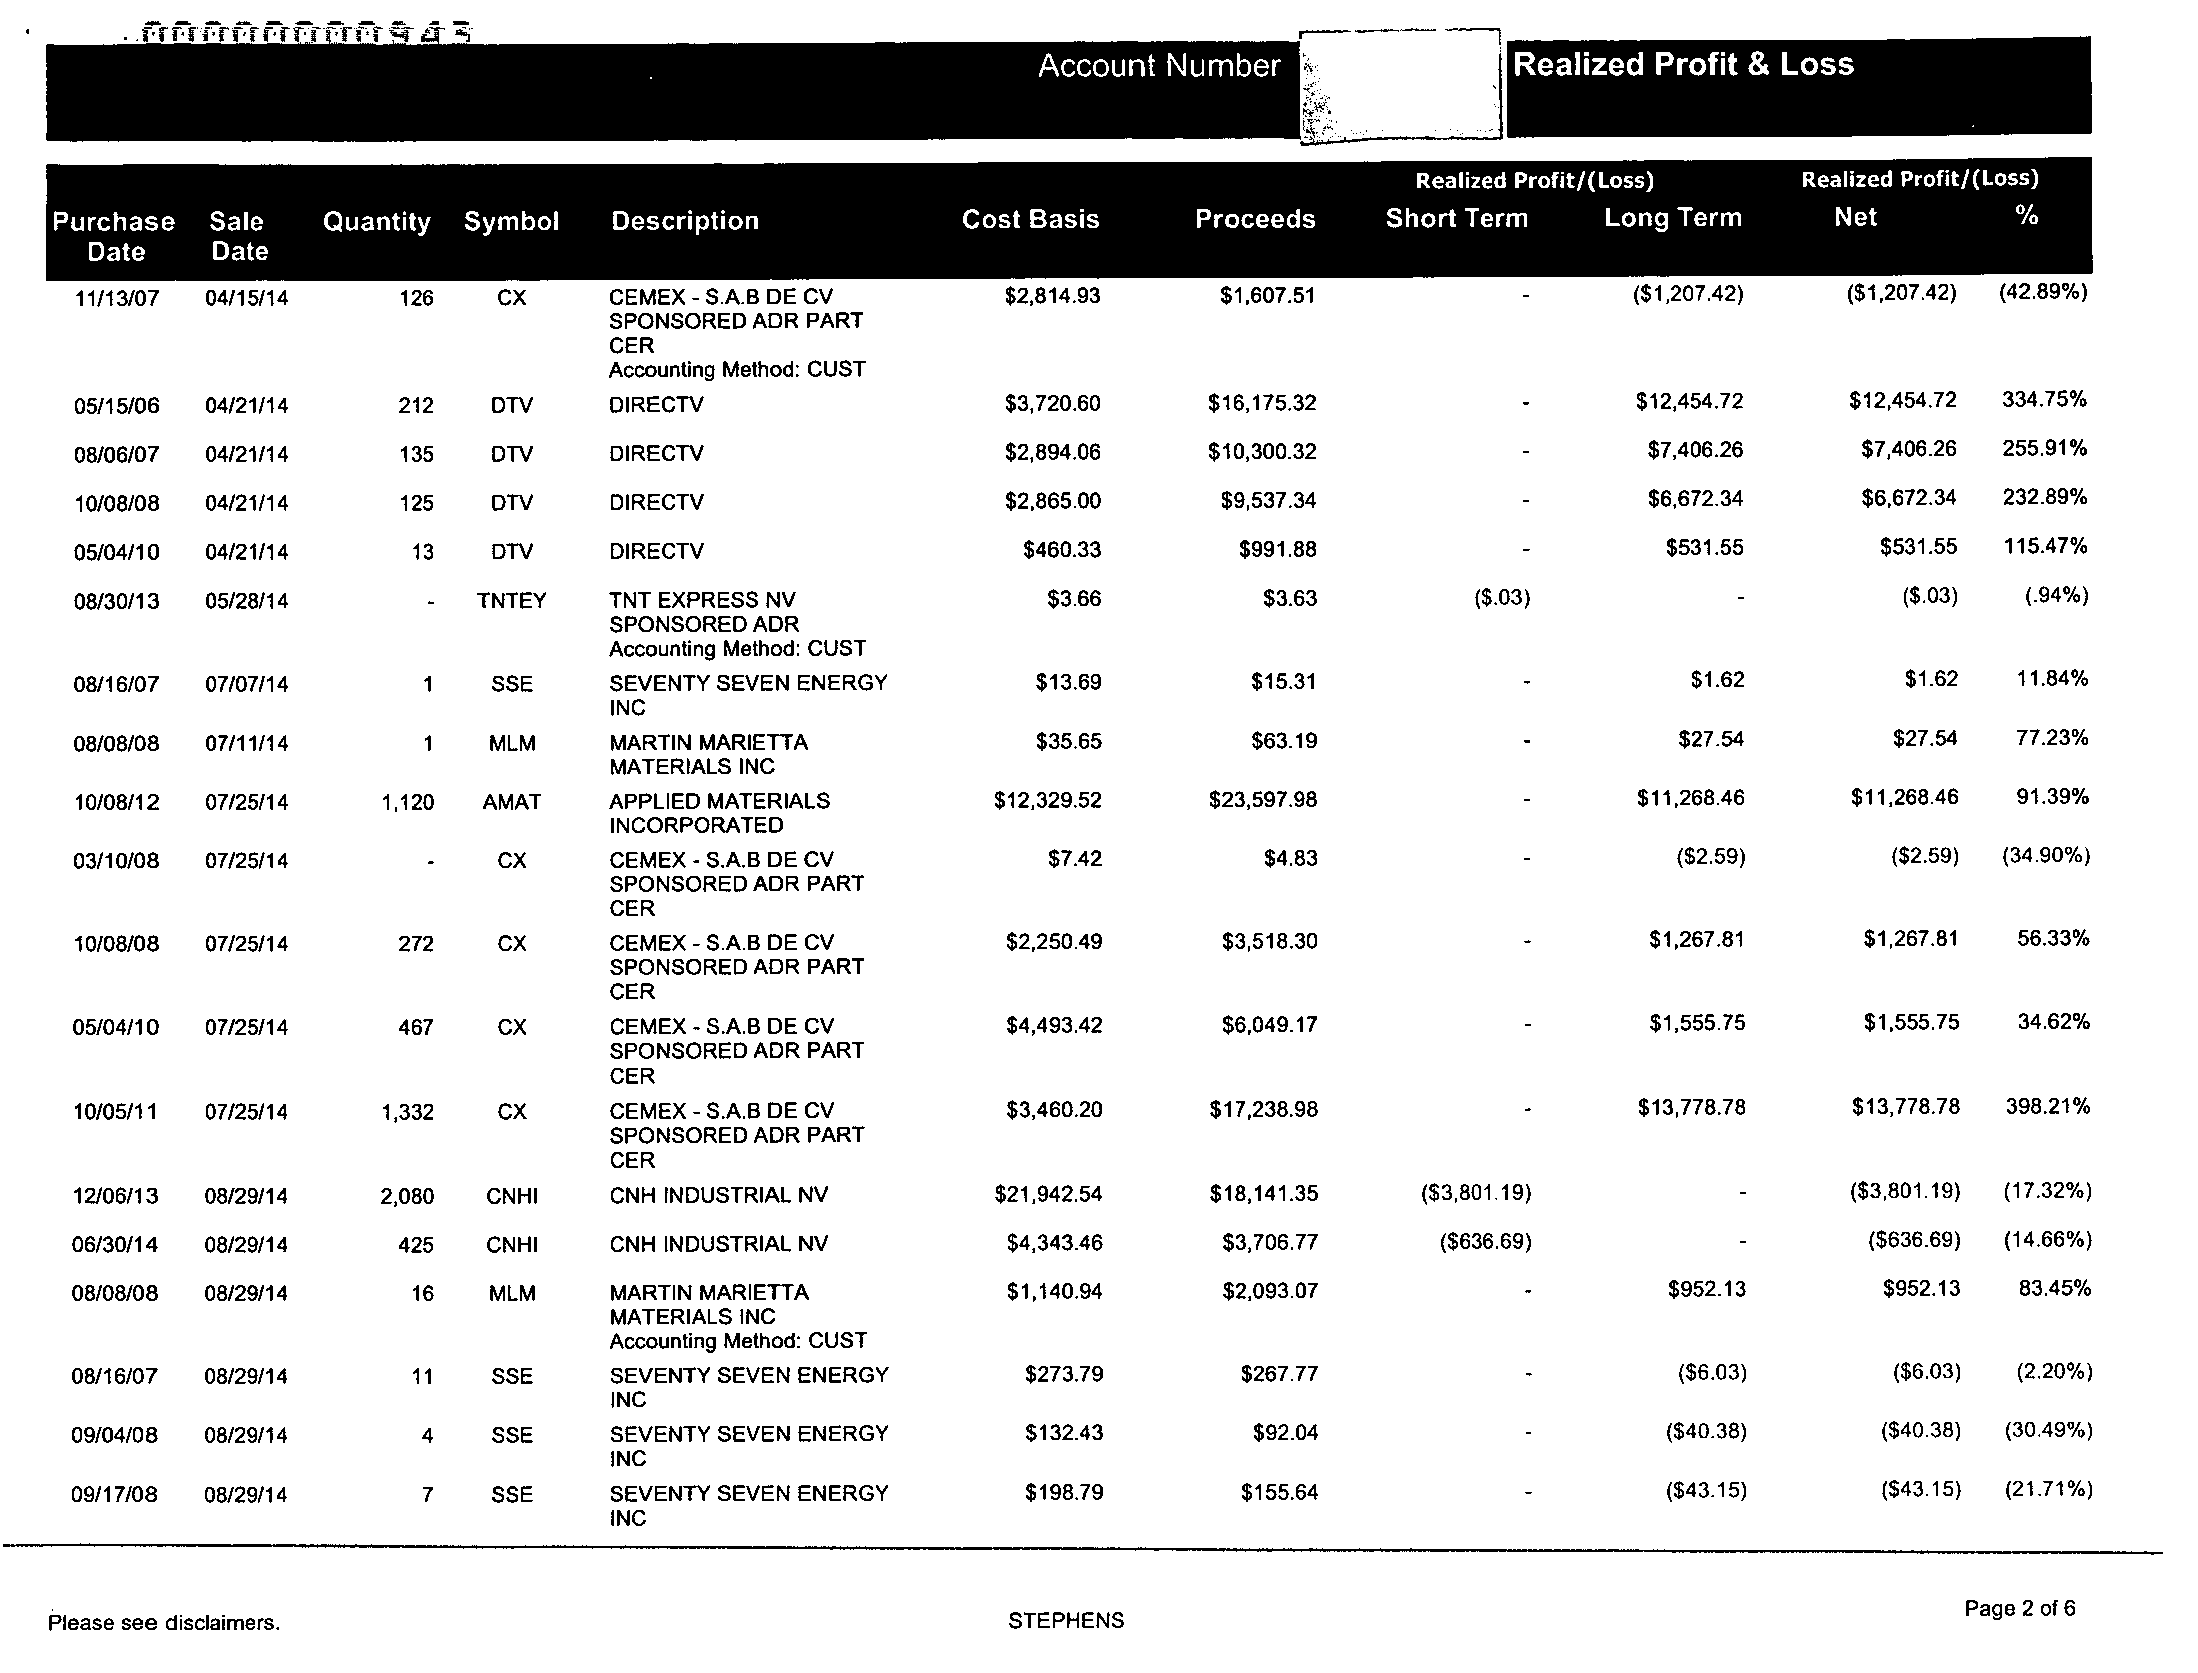 00000000943
Account Number Realized Profit & Loss
Realized Profit/(Loss) Realized Profit/(Loss)
Purchase Sale Quantity Symbol Description Cost Basis Proceeds Short Term Long Term Net %
Date Date
11/13/07 04/15/14 126 CX CEMEX - S.A.B DE CV $2,814.93 $1,607.51 - ($1,207.42) ($1,207.42) (42.89%)
SPONSORED ADR PART
CER
Accounting Method: CUST
05/15/06 04/21/14 212 DTV DIRECTV $3,720.60 $16,175.32 - $12,454.72 $12,454.72 334.75%
08/06/07 04/21/14 135 DTV DIRECTV $2,894.06 $10,300.32 - $7,406.26 $7,406.26 255.91%
10/08/08 04/21/14 125 DTV DIRECTV $2,865.00 $9,537.34 - $6,672.34 $6,672.34 232.89%
05/04/10 04/21/14 13 DTV DIRECTV $460.33 $991.88 - $531.55 $531.55 115.47%
08/30/13 05/28/14 - TNTEY TNT EXPRESS NV $3.66 $3.63 ($.03) - ($.03) (.94%)
SPONSORED ADR
Accounting Method: CUST
08/16/07 07/07/14 1 SSE SEVENTY SEVEN ENERGY $13.69 $15.31 - $1.62 $1.62 11.84%
INC
08/08/08 07/11/14 1 MLM MARTIN MARIETTA $35.65 $63.19 - $27.54 $27.54 77.23%
MATERIALS INC
10/08/12 07/25/14 1,120 AMAT APPLIED MATERIALS $12,329.52 $23,597.98 - $11,268.46 $11,268.46 91.39%
INCORPORATED
03/10/08 07/25/14 - CX CEMEX - S.A.B DE CV $7.42 $4.83 - ($2.59) ($2.59) (34.90%)
SPONSORED ADR PART
CER
10/08/08 07/25/14 272 CX CEMEX - S.A.B DE CV $2,250.49 $3,518.30 - $1,267.81 $1,267.81 56.33%
SPONSORED ADR PART
CER
05/04/10 07/25/14 467 CX CEMEX - S.A.B DE CV $4,493.42 $6,049.17 - $1,555.75 $1,555.75 34.62%
SPONSORED ADR PART
CER
10/05/11 07/25/14 1,332 CX CEMEX - S.A.B DE CV $3,460.20 $17,238.98 - $13,778.78 $13,778.78 398.21%
SPONSORED ADR PART
CER
12/06/13 08/29/14 2,080 CNHI CNH INDUSTRIAL NV $21,942.54 $18,141.35 ($3,801.19) - ($3,801.19) (17.32%)
06/30/14 08/29/14 425 CNHI CNH INDUSTRIAL NV $4,343.46 $3,706.77 ($636.69) - ($636.69) (14.66%)
08/08/08 08/29/14 16 MLM MARTIN MARIETTA $1,140.94 $2,093.07 - $952.13 $952.13 83.45%
MATERIALS INC
Accounting Method: CUST
08/16/07 08/29/14 11 SSE SEVENTY SEVEN ENERGY $273.79 $267.77 - ($6.03) ($6.03) (2.20%)
INC
09/04/08 08/29/14 4 SSE SEVENTY SEVEN ENERGY $132.43 $92.04 - ($40.38) ($40.38) (30.49%)
INC
09/17/08 08/29/14 7 SSE SEVENTY SEVEN ENERGY $198.79 $155.64 - ($43.15) ($43.15) (21.71%)
INC
Please see disclaimers. STEPHENS Page 2 of 6